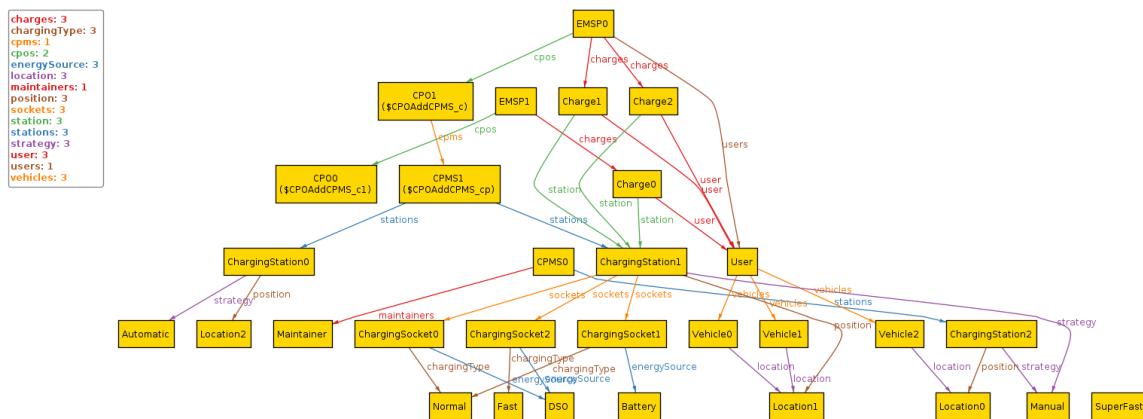 charges: 3
chargingType: 3
cpms: 1
cpos: 2
energySource: 3
location: 3
maintainers: 1
position: 3
sockets: 3
station: 3
stations: 3
strategy: 3
user: 3
users: 1
vehicles: 3
EMSP0
cpos
charges
charges
CPO1
($CPOAddCPMS_c)
EMSP1
Charge1
Charge2
cpos
cpms
charges
users
CPO0
($CPOAddCPMS_c1)
CPMS1
($CPOAddCPMS_cp)
Charge0
user
user
station
station
stations
stations
station
user
ChargingStation0
CPMS0
ChargingStation1
User
strategy
position
maintainers
sockets
sockets
sockets
vehicles
vehicles
vehicles
stations
position
strategy
Automatic
Location2
Maintainer
ChargingSocket0
ChargingSocket2
ChargingSocket1
Vehicle0
Vehicle1
Vehicle2
ChargingStation2
chargingType
chargingType
chargingType
energySource
energySource
energySource
location
location
location
position
strategy
Normal
Fast
DSO
Battery
Location1
Location0
Manual
SuperFast